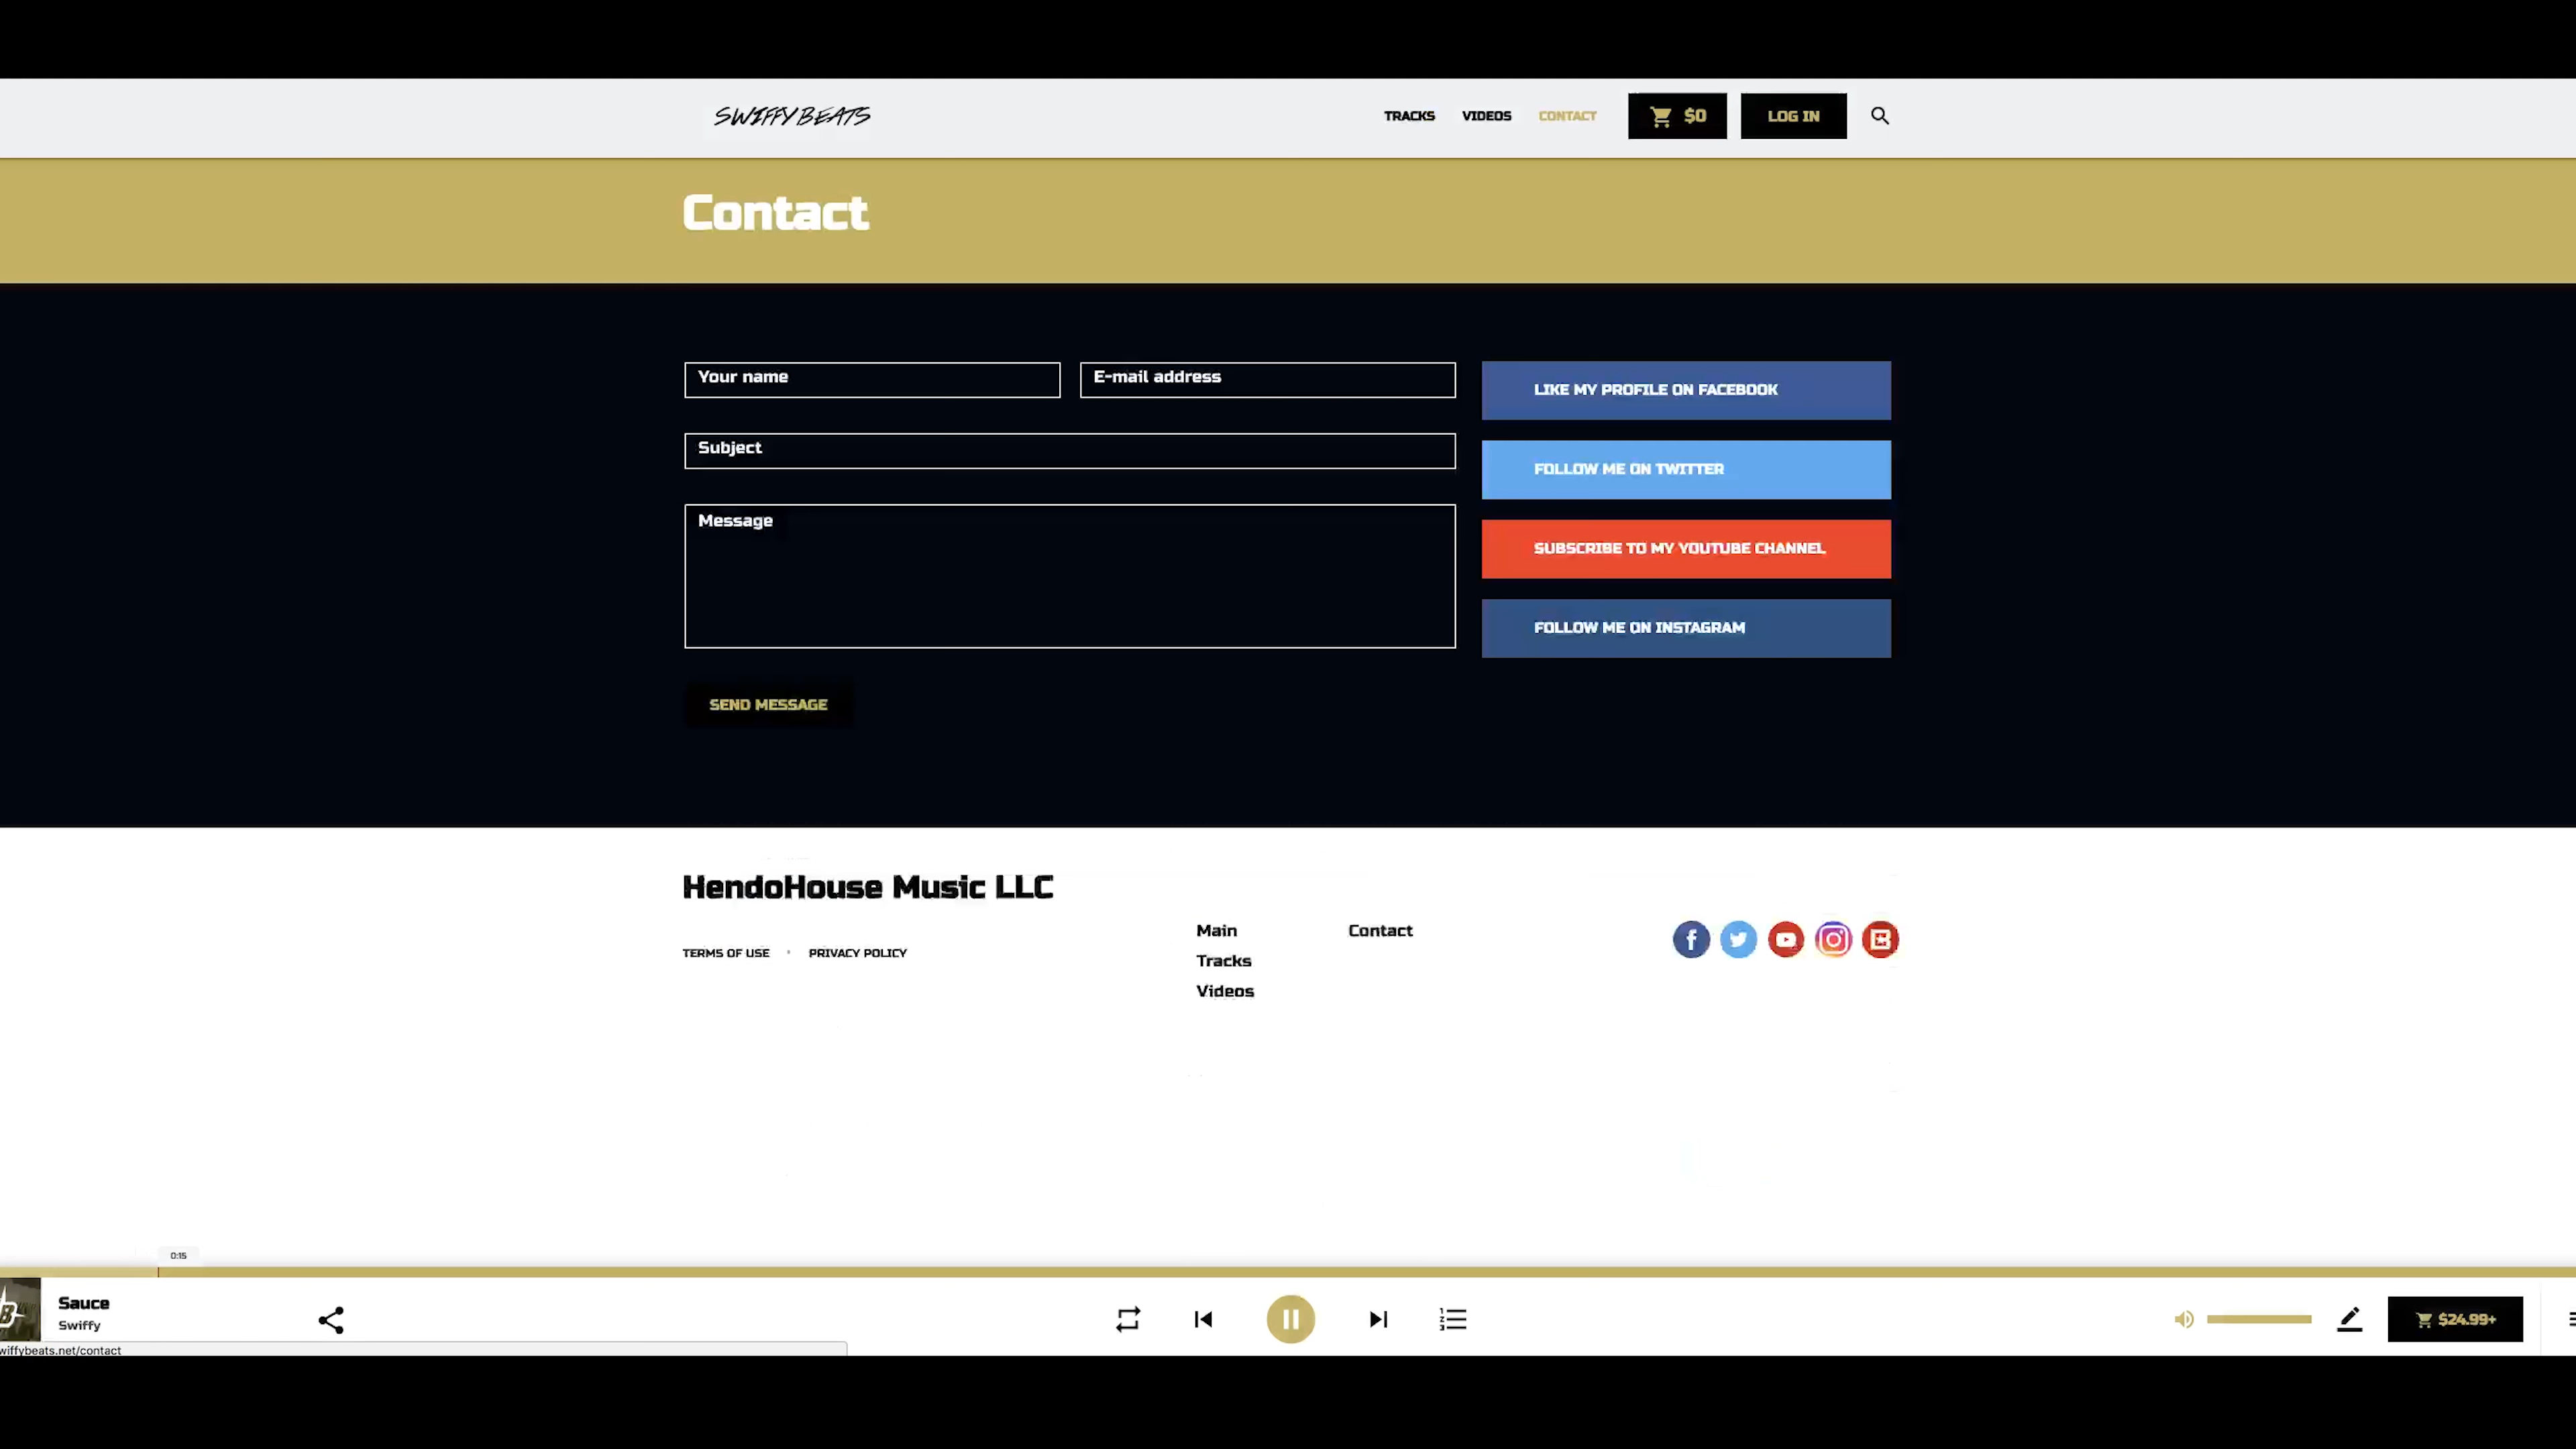 SWIFFYBEATS
TRACKS VIDEOS CONTACT $0 LOG IN
Contact
Your name E-mail address
Subject
Message
SEND MESSAGE
LIKE MY PROFILE ON FACEBOOK
FOLLOW ME ON TWITTER
SUBSCRIBE TO MY YOUTUBE CHANNEL
FOLLOW ME ON INSTAGRAM
HendoHouse Music LLC
TERMS OF USE • PRIVACY POLICY
Main Contact
Tracks
Videos
0:15
Sauce
Swiffy
$24.99+
wiffybeats.net/contact